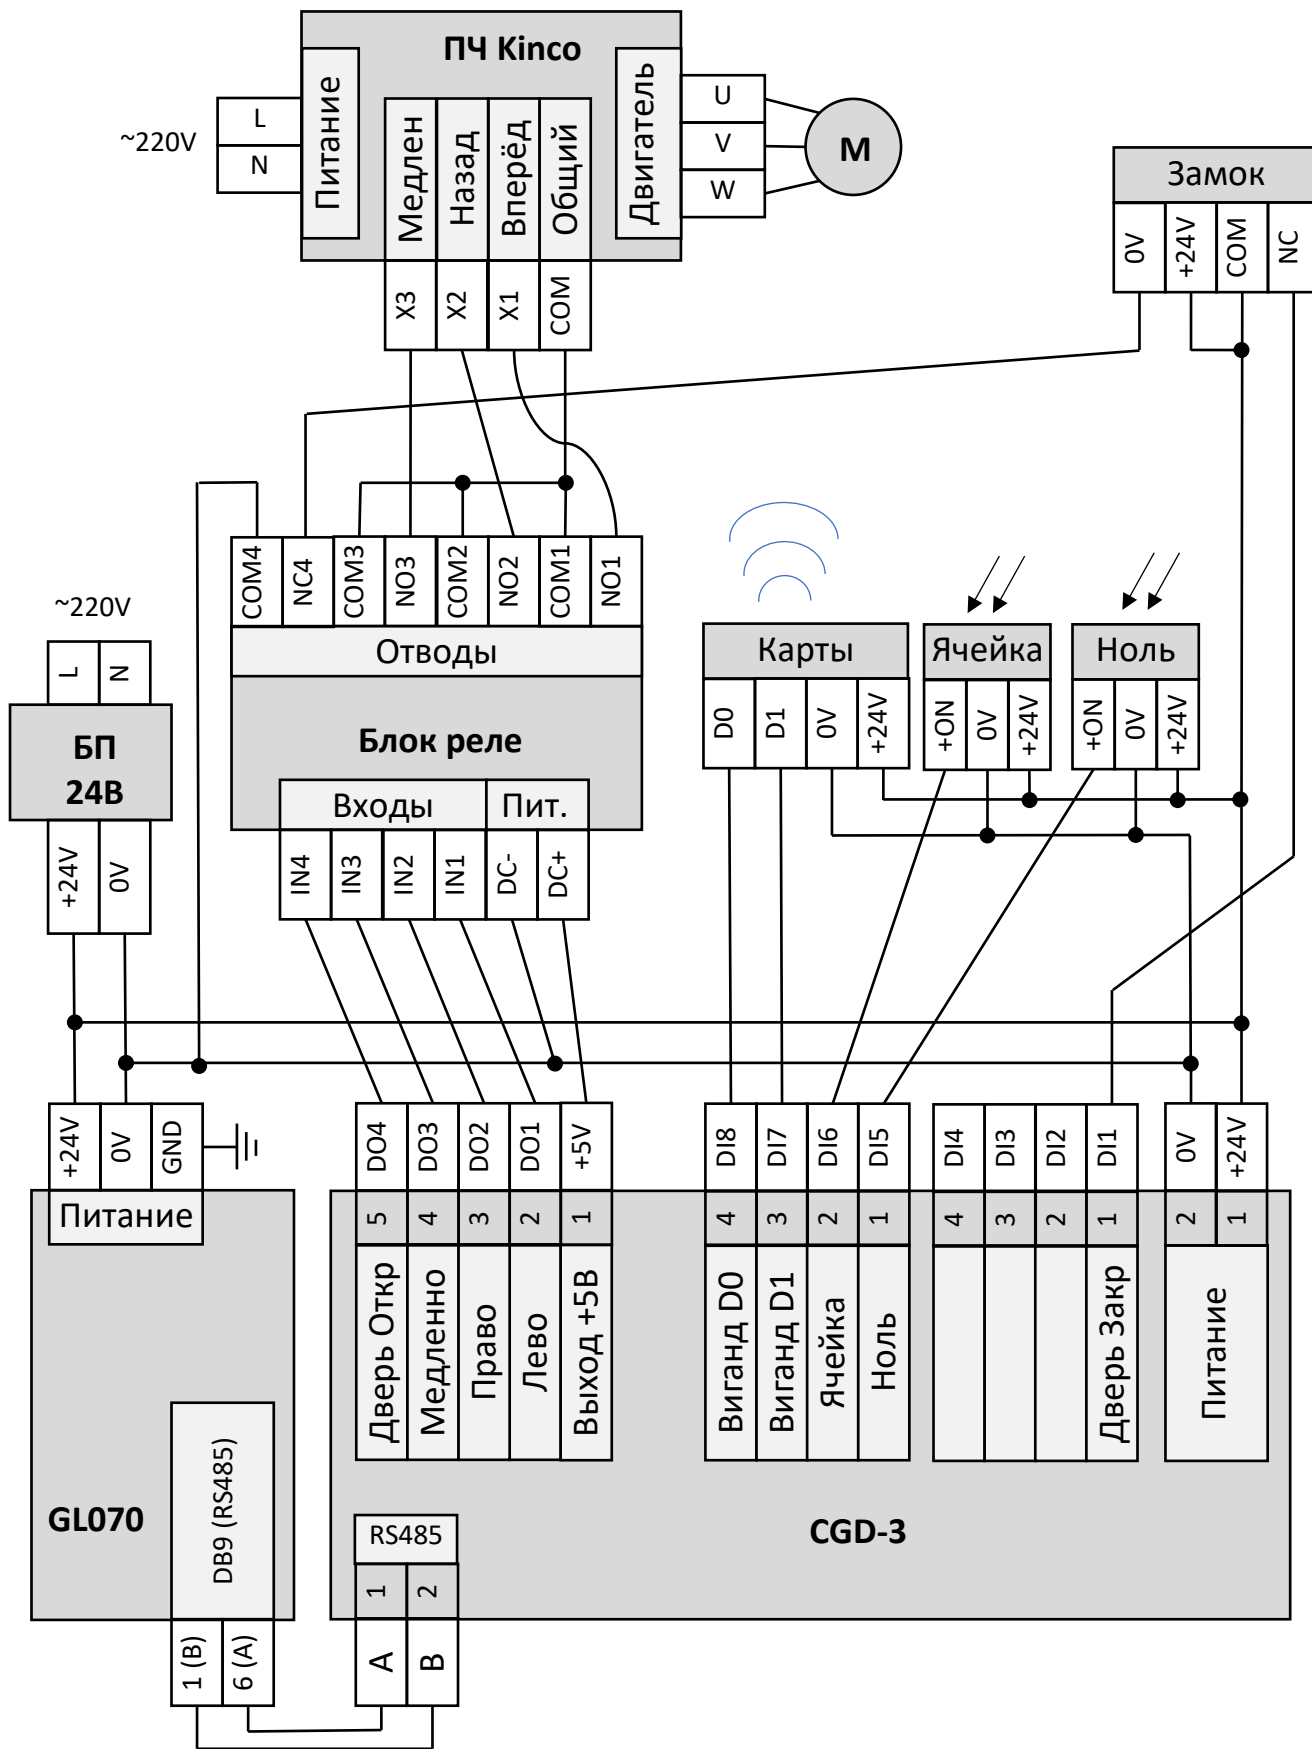 ПЧ Kinco
Питание
Медлен
Назад
Вперёд
Общий
Двигатель
~220V
L
N
U
V
W
M
X3
X2
X1
COM
Замок
0V
+24V
COM
NC
COM4
NC4
COM3
NO3
COM2
NO2
COM1
NO1
Отводы
Блок реле
Входы
Пит.
IN4
IN3
IN2
IN1
DC-
DC+
~220V
L
N
БП
24В
+24V
0V
Карты
D0
D1
0V
+24V
Ячейка
+ON
0V
+24V
Ноль
+ON
0V
+24V
+24V
0V
GND
Питание
GL070
DB9 (RS485)
1 (B)
6 (A)
DO4
DO3
DO2
DO1
+5V
5
4
3
2
1
Дверь Откр
Медленно
Право
Лево
Выход +5В
DI8
DI7
DI6
DI5
4
3
2
1
Виганд D0
Виганд D1
Ячейка
Ноль
DI4
DI3
DI2
DI1
4
3
2
1
Дверь Закр
0V
+24V
2
1
Питание
CGD-3
RS485
1
2
A
B